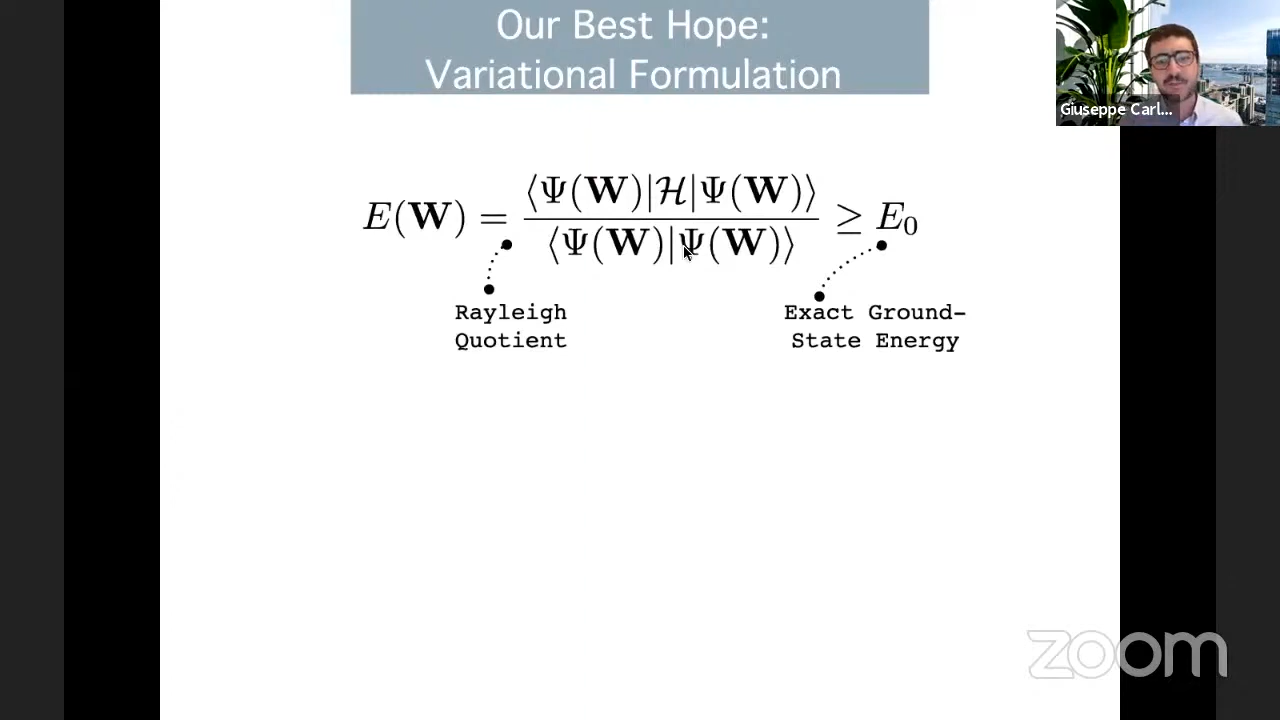 Our Best Hope:
Variational Formulation
Giuseppe Carl...
E(W) = ⟨Ψ(W)|ℋ|Ψ(W)⟩ / ⟨Ψ(W)|Ψ(W)⟩ ≥ E₀
Rayleigh
Quotient
Exact Ground-
State Energy
zoom